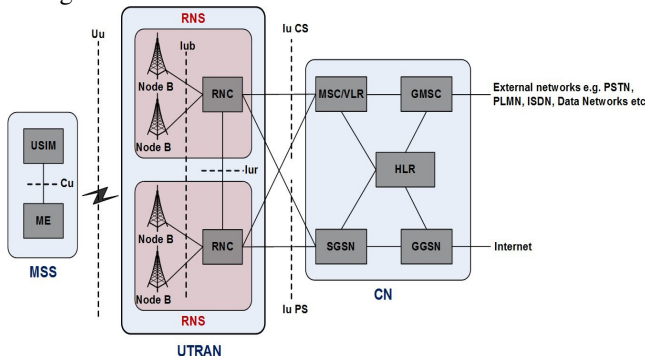 RNS
Uu
Iub
Iu CS
Node B
Node B
RNC
MSC/VLR
GMSC
External networks e.g. PSTN,
PLMN, ISDN, Data Networks etc
USIM
Cu
ME
MSS
Iur
HLR
Node B
Node B
RNC
SGSN
GGSN
Internet
RNS
Iu PS
CN
UTRAN